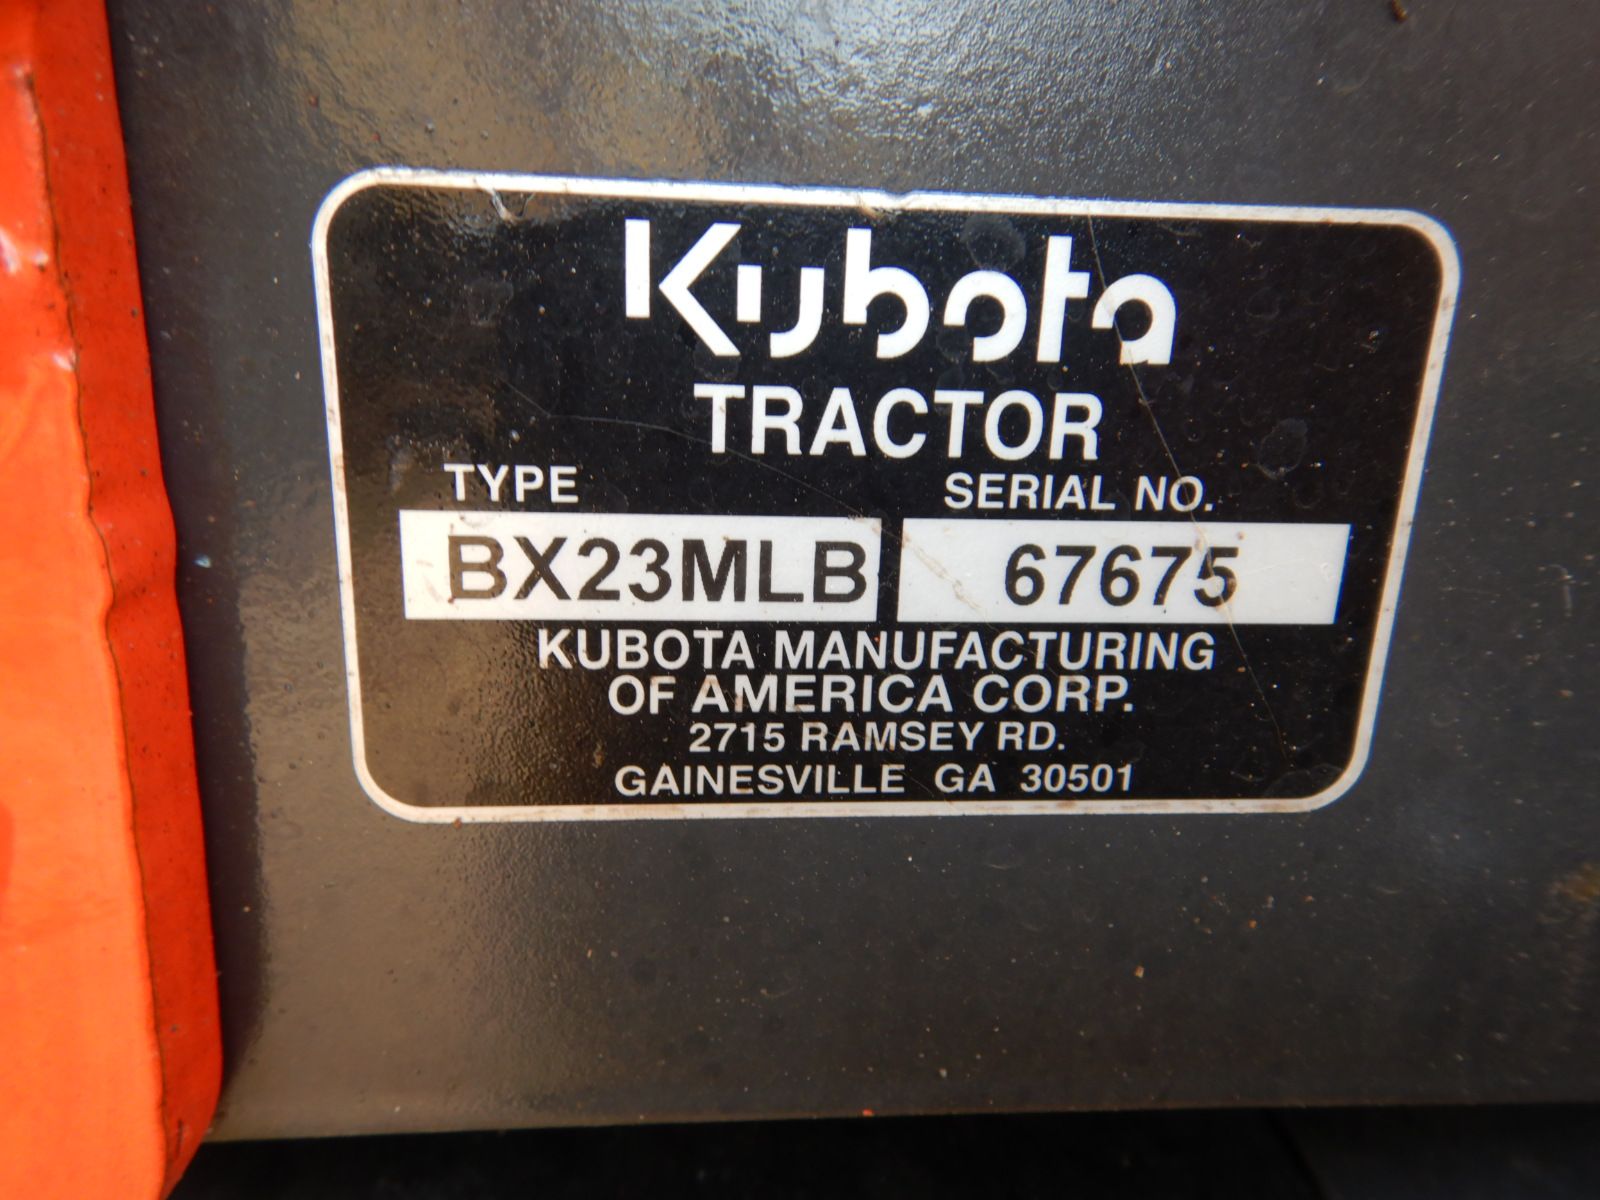 Kubota
TRACTOR
TYPE SERIAL NO.
BX23MLB 67675
KUBOTA MANUFACTURING
OF AMERICA CORP.
2715 RAMSEY RD.
GAINESVILLE GA 30501